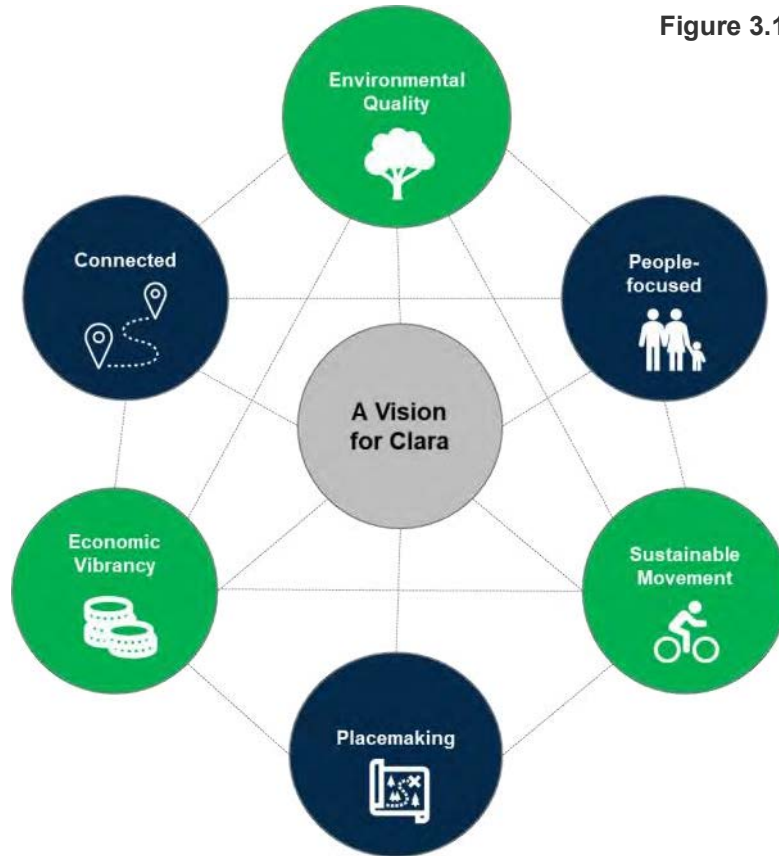 Figure 3.1
Environmental
Quality
Connected
People-
focused
A Vision
for Clara
Economic
Vibrancy
Sustainable
Movement
Placemaking